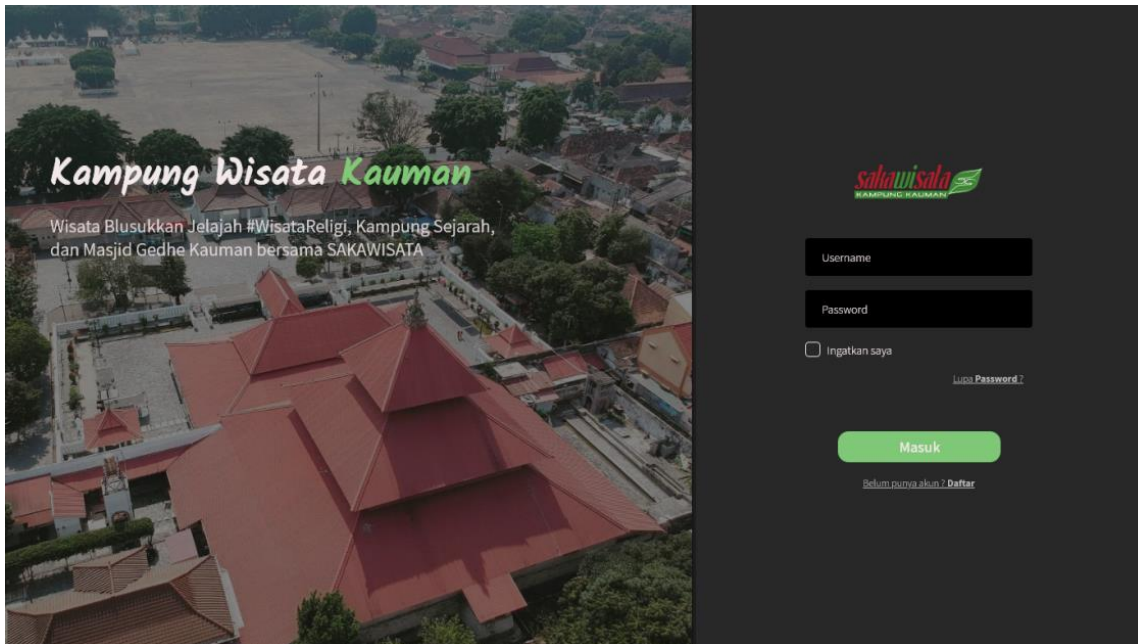 Kampung Wisata Kauman
Wisata Blusukkan Jelajah #WisataReligi, Kampung Sejarah,
dan Masjid Gedhe Kauman bersama SAKAWISATA
sakawisata
KAMPUNG KAUMAN
Username
Password
Ingatkan saya
Lupa Password ?
Masuk
Belum punya akun ? Daftar